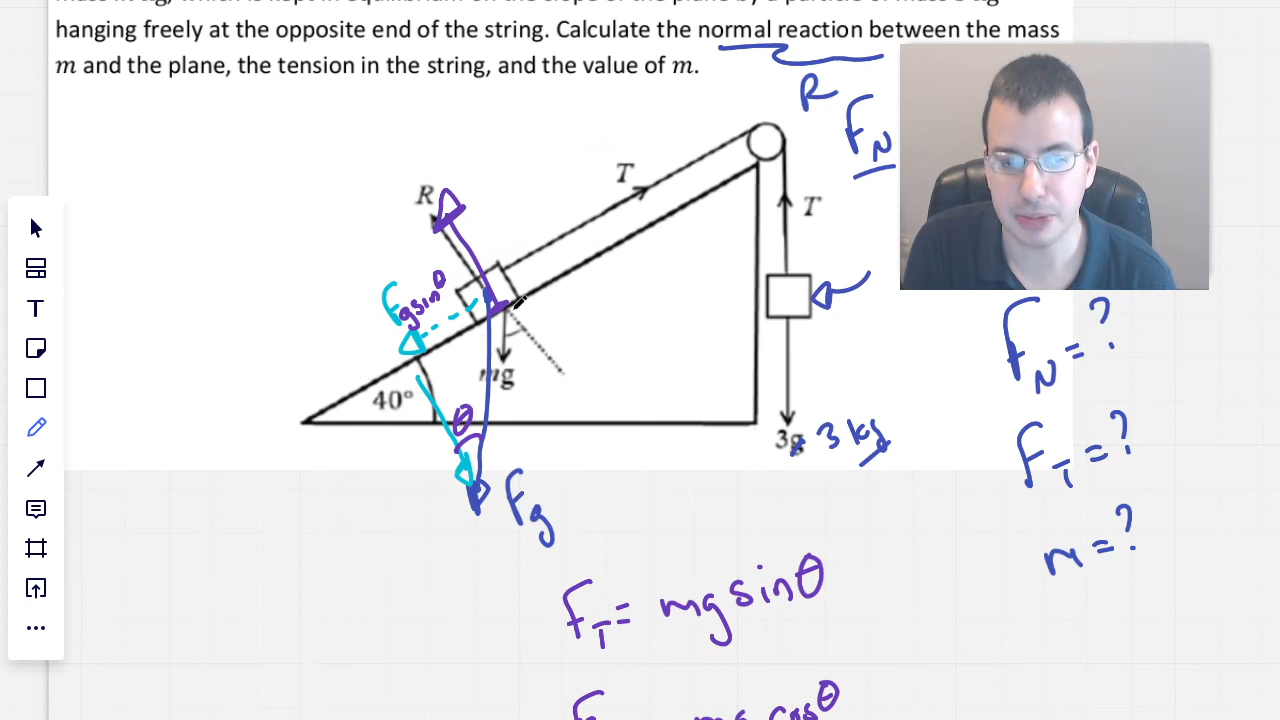 hanging freely at the opposite end of the string. Calculate the normal reaction between the mass
m and the plane, the tension in the string, and the value of m.
R
F_N
T
R
T
F_g sinθ
mg
40°
θ
3g
3 kg
F_g
F_N = ?
F_T = ?
m = ?
F_T = mg sinθ
mg cosθ
T